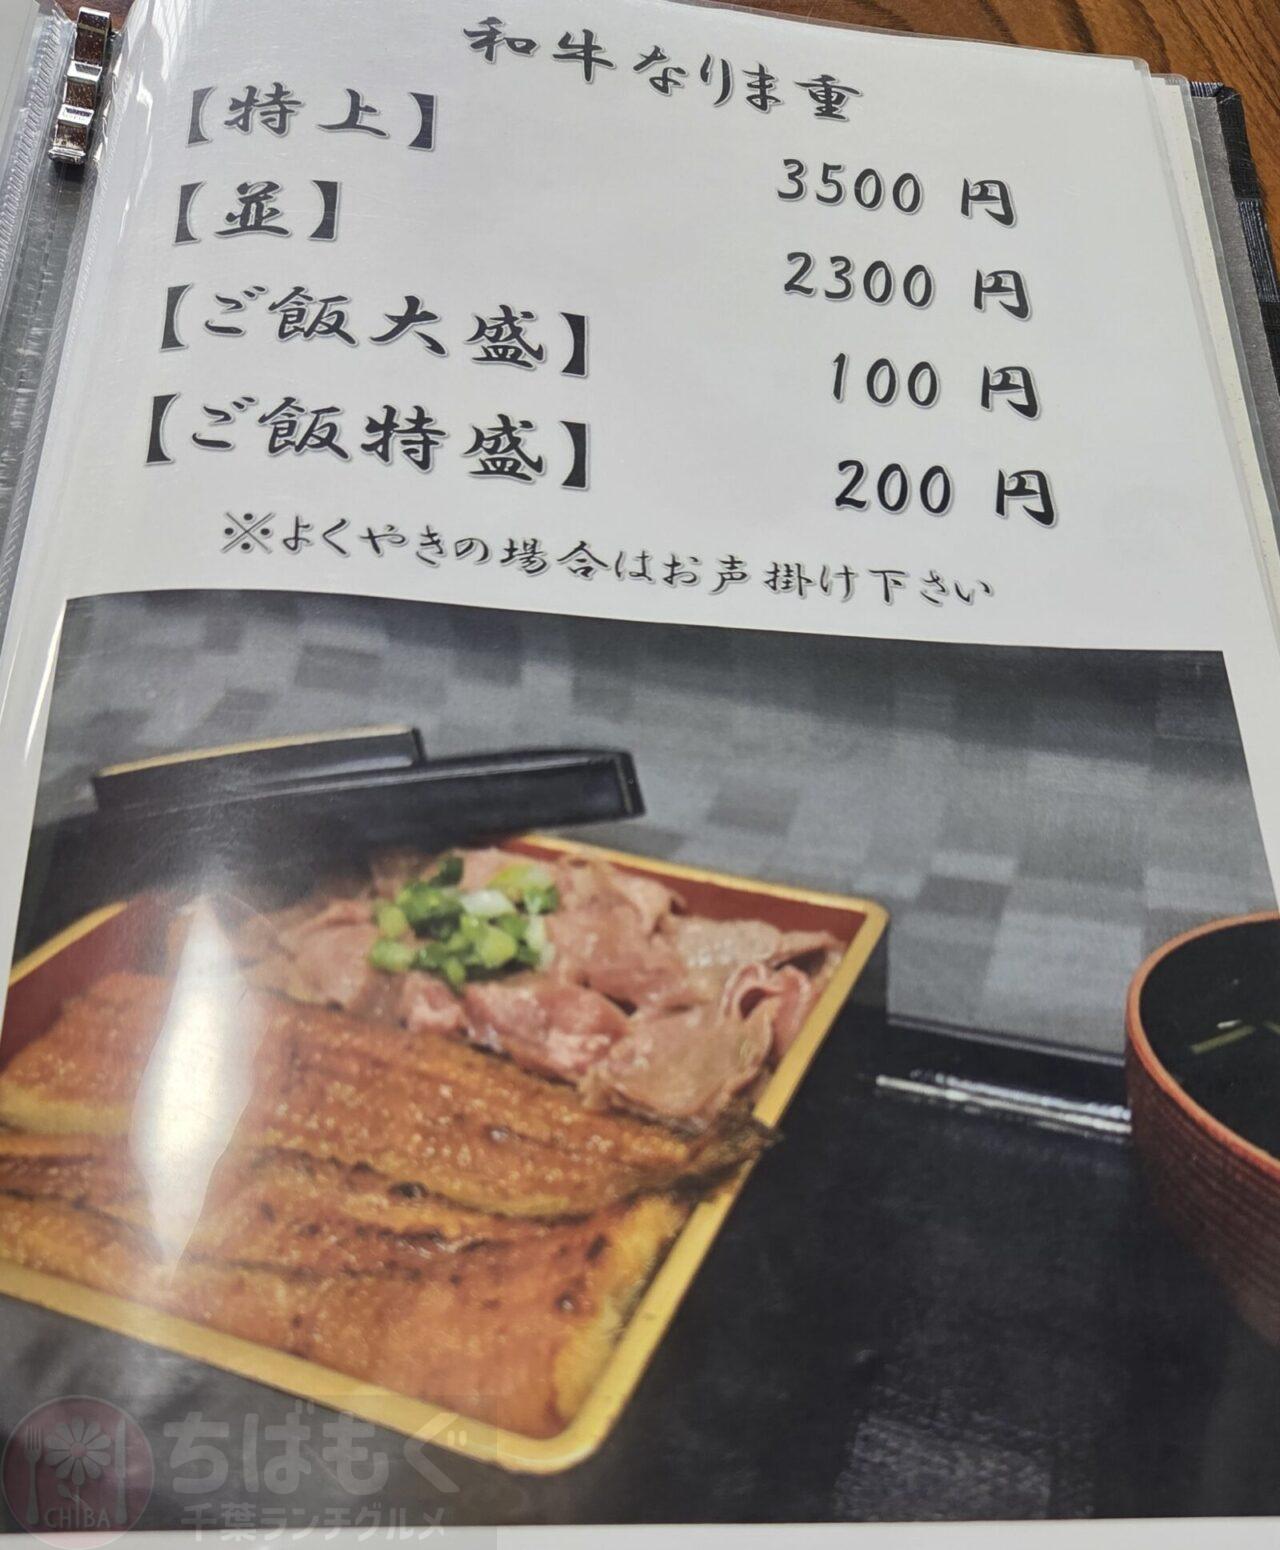 和牛なりま重
【特上】 3500 円
【並】 2300 円
【ご飯大盛】 100 円
【ご飯特盛】 200 円
※よくやきの場合はお声掛け下さい
ちばもぐ
千葉ランチグルメ
CHIBA